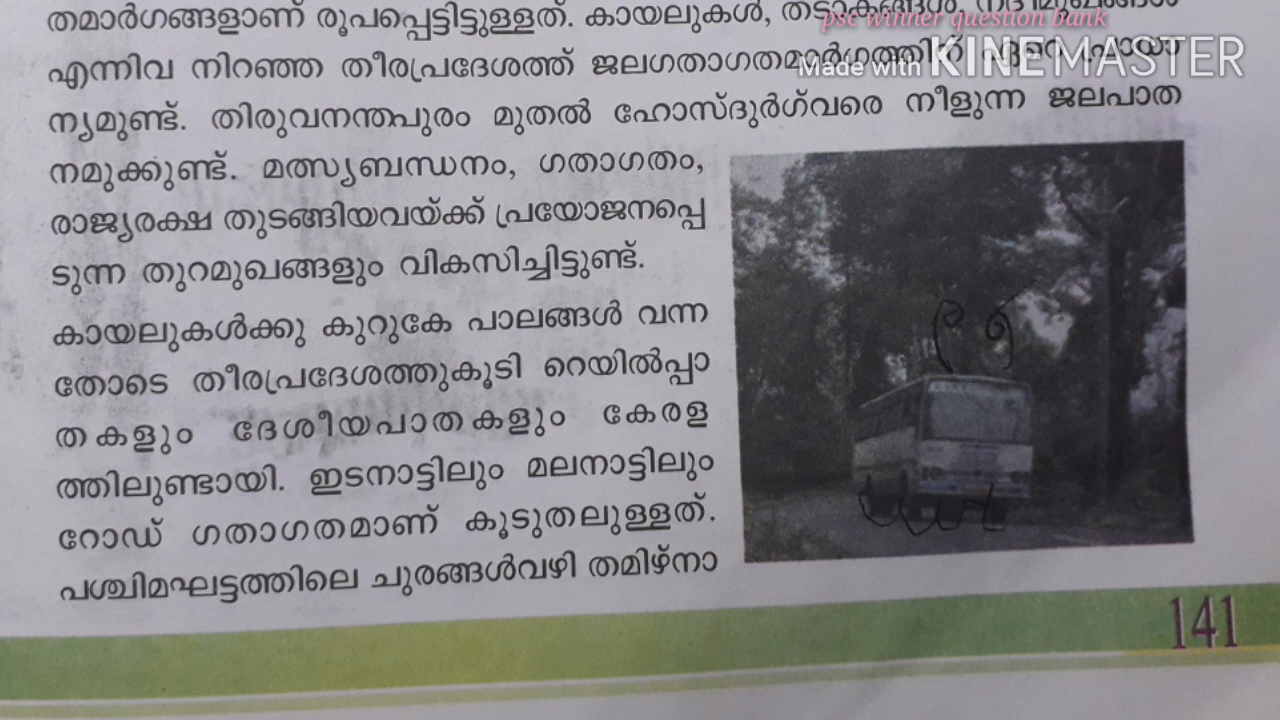 തമാർഗങ്ങളാണ് രൂപപ്പെട്ടിട്ടുള്ളത്. കായലുകൾ, തടാകങ്ങൾ,
psc winner question bank
എന്നിവ നിറഞ്ഞ തീരപ്രദേശത്ത് ജലഗതാഗതമാർഗത്തിന്
Made with KINEMASTER
ന്യമുണ്ട്. തിരുവനന്തപുരം മുതൽ ഹോസ്ദുർഗ്‌വരെ നീളുന്ന ജലപാത
നമുക്കുണ്ട്. മത്സ്യബന്ധനം, ഗതാഗതം,
രാജ്യരക്ഷ തുടങ്ങിയവയ്ക്ക് പ്രയോജനപ്പെ
ടുന്ന തുറമുഖങ്ങളും വികസിച്ചിട്ടുണ്ട്.
കായലുകൾക്കു കുറുകേ പാലങ്ങൾ വന്ന
തോടെ തീരപ്രദേശത്തുകൂടി റെയിൽപ്പാ
തകളും ദേശീയപാതകളും കേരള
ത്തിലുണ്ടായി. ഇടനാട്ടിലും മലനാട്ടിലും
റോഡ് ഗതാഗതമാണ് കൂടുതലുള്ളത്.
പശ്ചിമഘട്ടത്തിലെ ചുരങ്ങൾവഴി തമിഴ്നാ
141